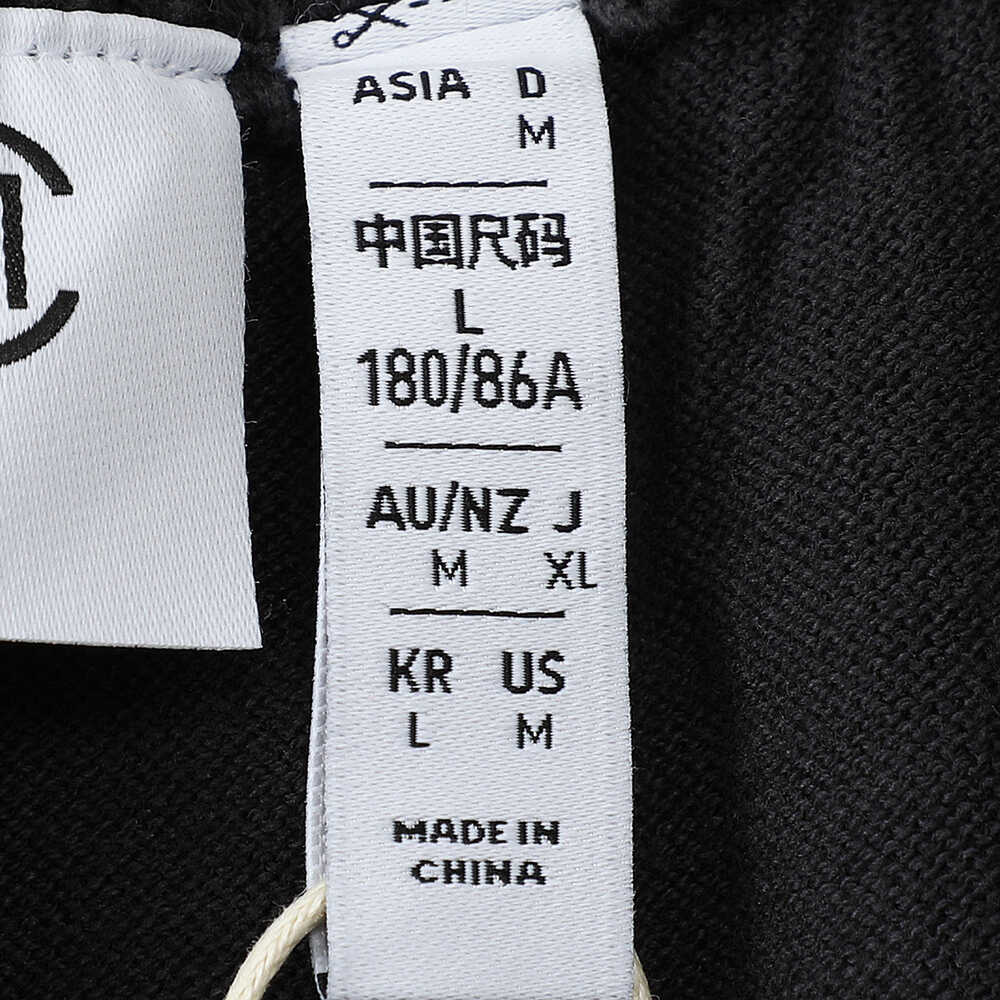 ASIA D
M
中国尺码
L
180/86A
AU/NZ J
M XL
KR US
L M
MADE IN
CHINA